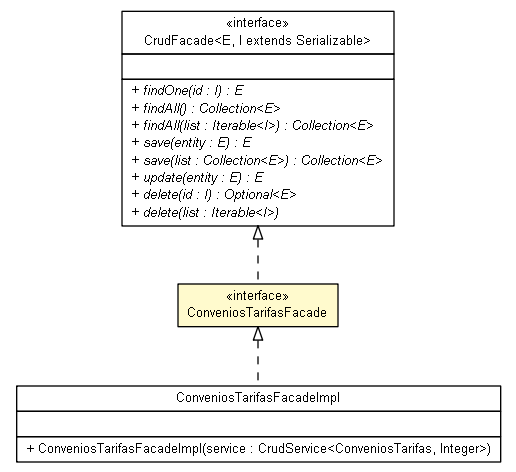 «interface»
CrudFacade<E, I extends Serializable>
+ findOne(id : I) : E
+ findAll() : Collection<E>
+ findAll(list : Iterable<I>) : Collection<E>
+ save(entity : E) : E
+ save(list : Collection<E>) : Collection<E>
+ update(entity : E) : E
+ delete(id : I) : Optional<E>
+ delete(list : Iterable<I>)
«interface»
ConveniosTarifasFacade
ConveniosTarifasFacadeImpl
+ ConveniosTarifasFacadeImpl(service : CrudService<ConveniosTarifas, Integer>)